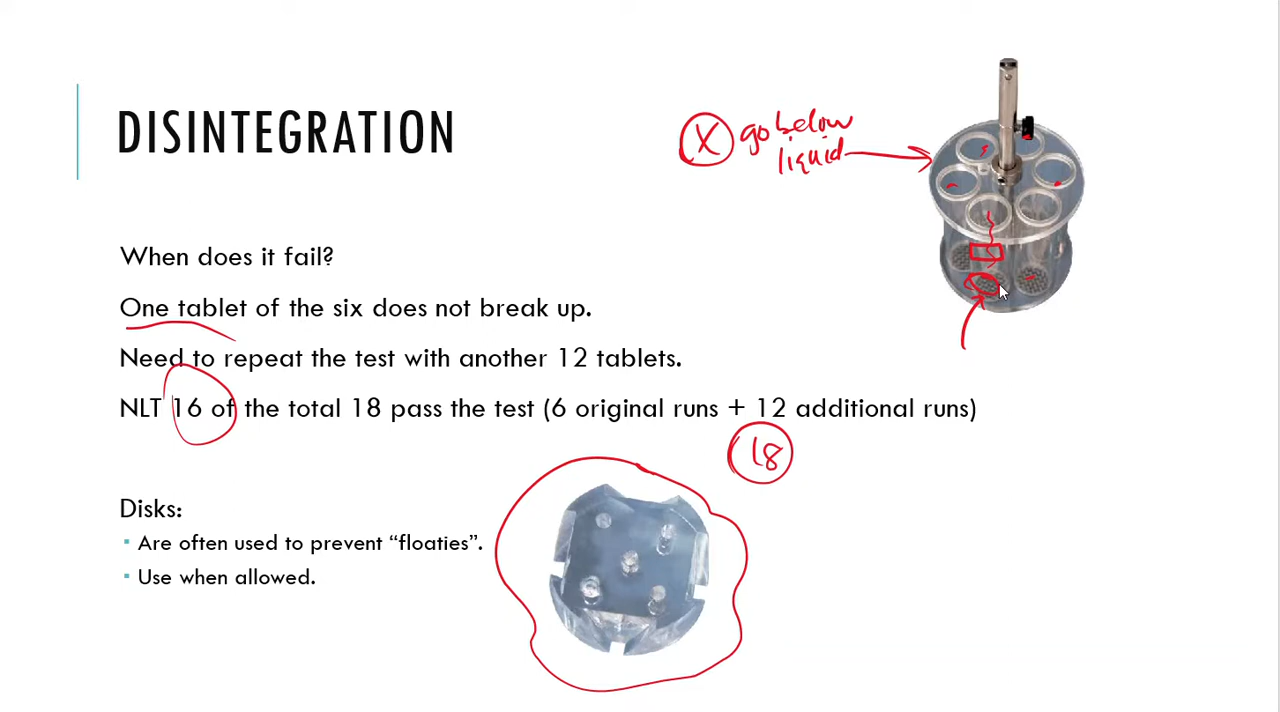 DISINTEGRATION
X go below
liquid
When does it fail?
One tablet of the six does not break up.
Need to repeat the test with another 12 tablets.
NLT 16 of the total 18 pass the test (6 original runs + 12 additional runs)
18
Disks:
Are often used to prevent “floaties”.
Use when allowed.